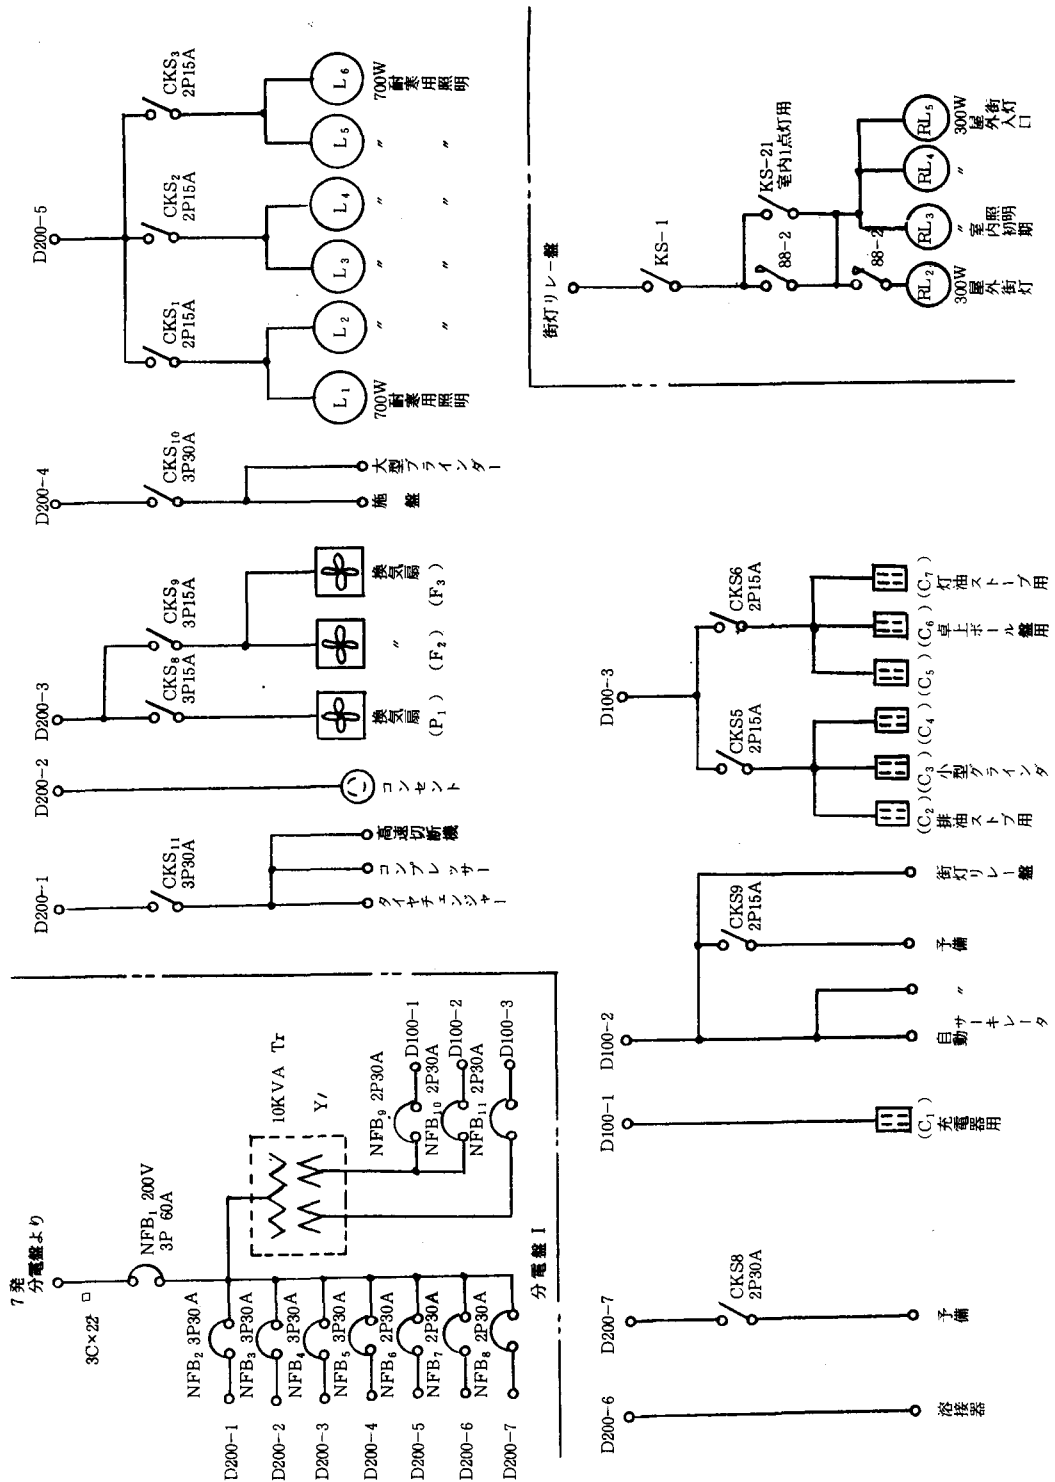 7発
分電盤より
3C×22□
NFB₁ 200V
3P 60A
10KVA Tr
Y/
NFB₂ 3P30A
NFB₃ 3P30A
NFB₄ 3P30A
NFB₅ 3P30A
NFB₆ 2P30A
NFB₇ 2P30A
NFB₈ 2P30A
D200-1
D200-2
D200-3
D200-4
D200-5
D200-6
D200-7
NFB₉ 2P30A
NFB₁₀ 2P30A
NFB₁₁ 2P30A
D100-1
D100-2
D100-3
分電盤 I
D200-1
CKS₁₁
3P30A
タイヤチェンジャー
コンプレッサー
高速切断機
D200-2
コンセント
D200-3
CKS₈
3P15A
CKS₉
3P15A
換気扇
(P₁)
〃
(F₂)
換気扇
(F₃)
D200-4
CKS₁₀
3P30A
施盤
大型ブラインダー
D200-5
CKS₁
2P15A
CKS₂
2P15A
CKS₃
2P15A
L₁
L₂
L₃
L₄
L₅
L₆
700W
耐寒用照明
〃 〃
〃 〃
〃 〃
〃 〃
700W
耐寒用照明
D200-6
溶接器
D200-7
CKS8
2P30A
予備
D100-1
(C₁)
充電器用
D100-2
自動サーキレータ
〃
CKS9
2P15A
予備
街灯リレー盤
D100-3
CKS5
2P15A
CKS6
2P15A
(C₂)排油ストブ用
(C₃)小型グラインダ
(C₄)
(C₅)
(C₆)卓上ボール盤用
(C₇)灯油ストーブ用
街灯リレー盤
KS-1
88-2
KS-21
室内1点灯用
88-2
RL₂
RL₃
RL₄
RL₅
300W
屋外街灯
〃
室内照明
初期
〃
300W
屋外街灯
入口